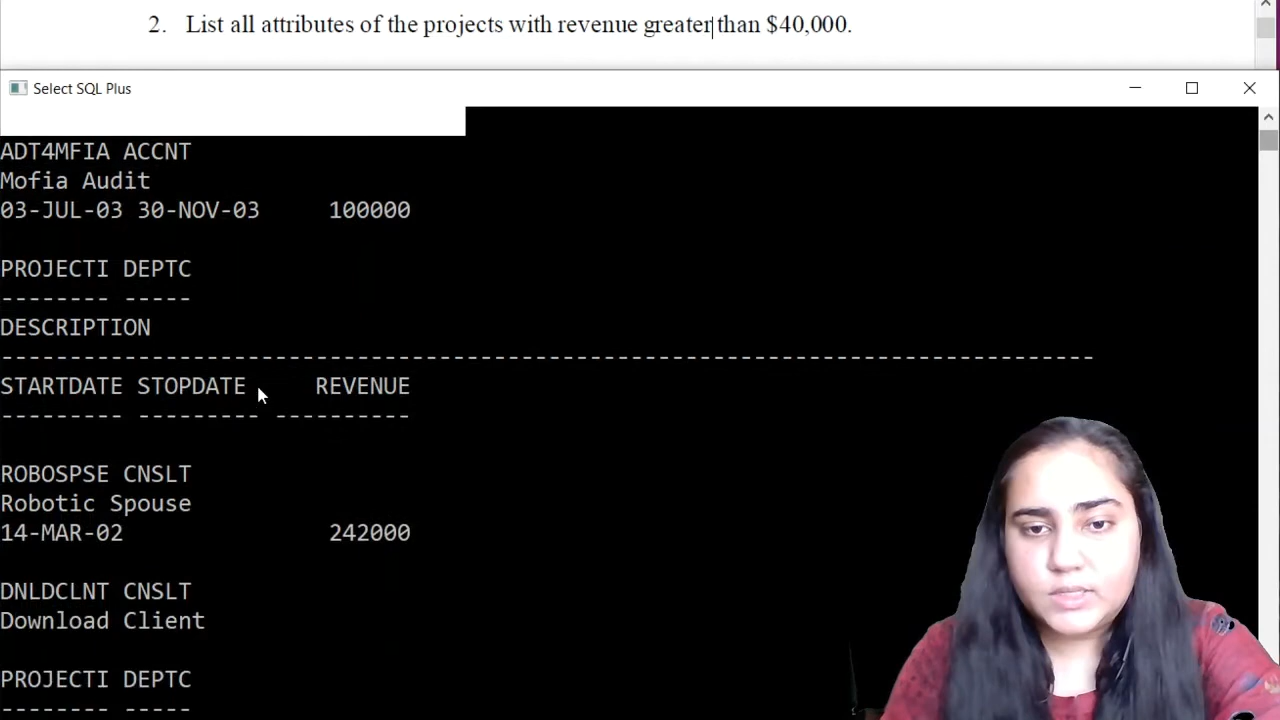 2. List all attributes of the projects with revenue greater than $40,000.
Select SQL Plus
ADT4MFIA ACCNT
Mofia Audit
03-JUL-03 30-NOV-03 100000
PROJECTI DEPTC
-------- -----
DESCRIPTION
--------------------------------------------------------------------------------
STARTDATE STOPDATE REVENUE
--------- --------- ----------
ROBOSPSE CNSLT
Robotic Spouse
14-MAR-02 242000
DNLDCLNT CNSLT
Download Client
PROJECTI DEPTC
-------- -----